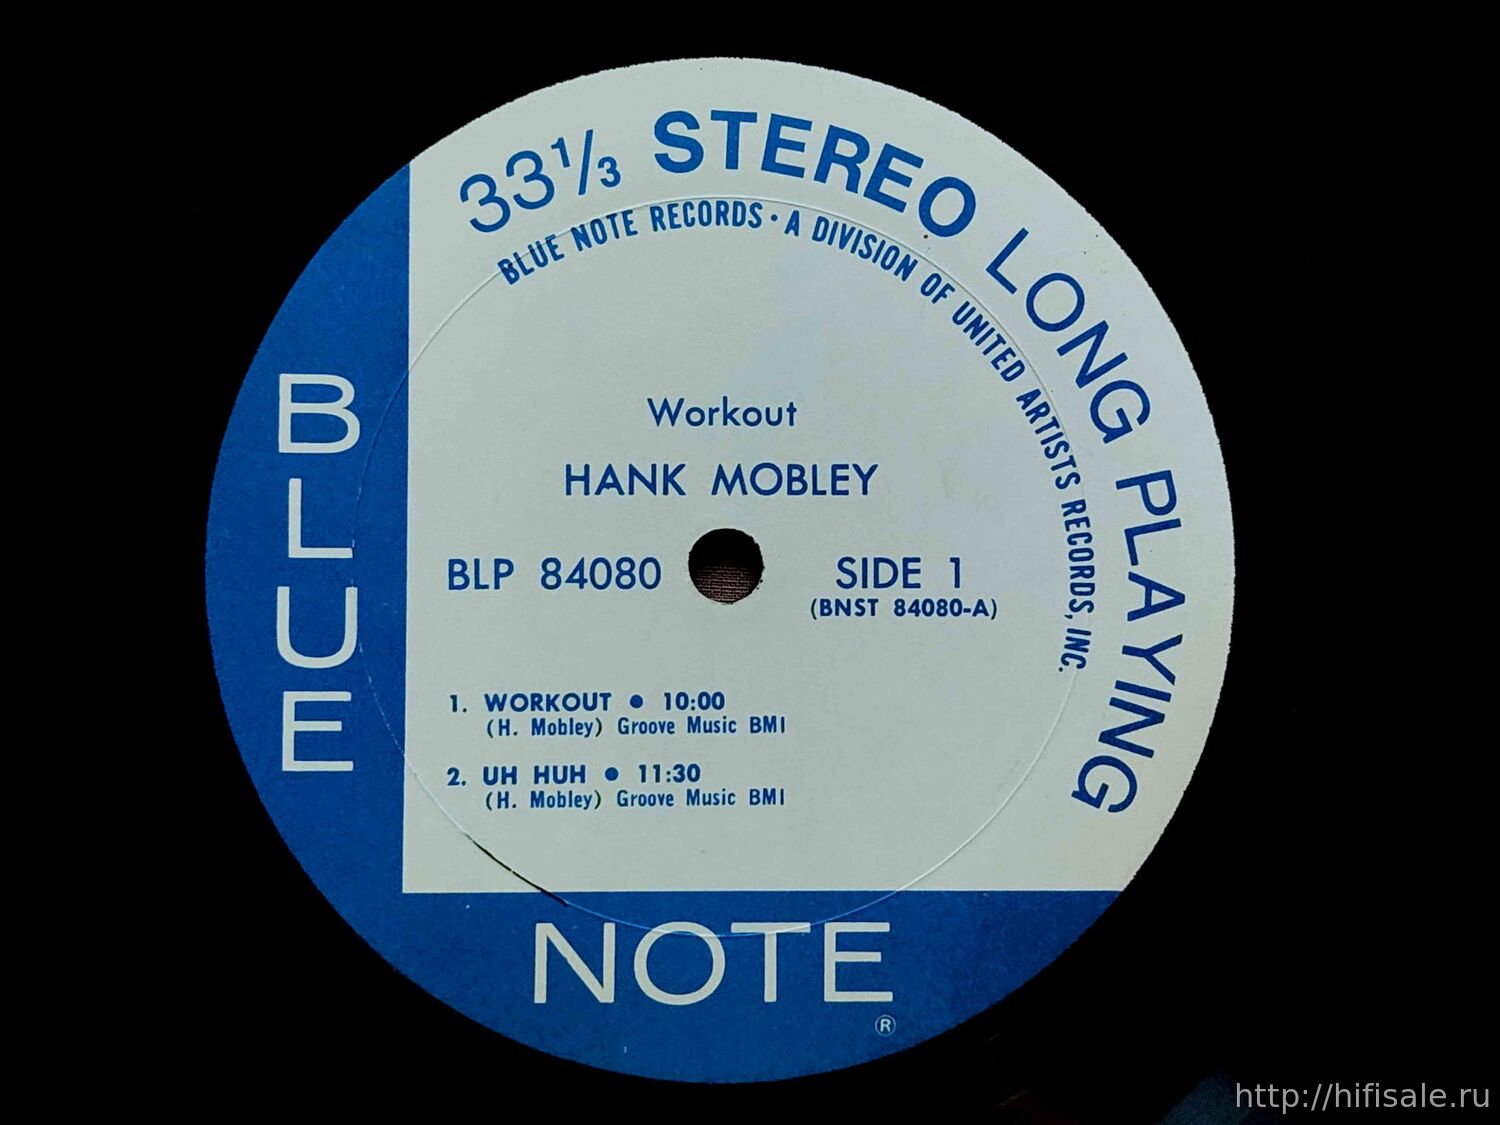 33⅓ STEREO LONG PLAYING
BLUE NOTE RECORDS · A DIVISION OF UNITED ARTISTS RECORDS, INC.
Workout
HANK MOBLEY
BLP 84080
SIDE 1
(BNST 84080-A)
1. WORKOUT ● 10:00
(H. Mobley) Groove Music BMI
2. UH HUH ● 11:30
(H. Mobley) Groove Music BMI
BLUE
NOTE
®
http://hifisale.ru